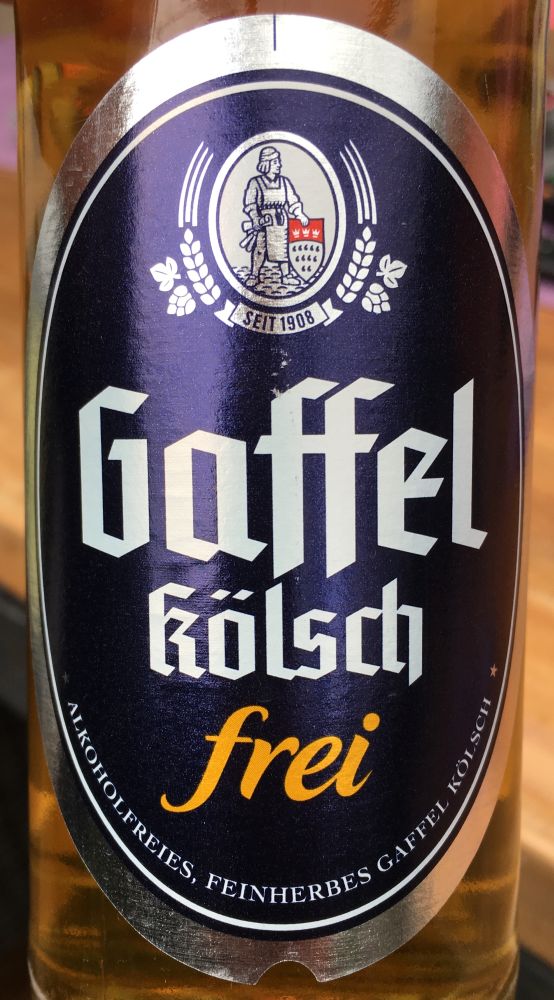 SEIT 1908
Gaffel
Kölsch
frei
ALKOHOLFREIES, FEINHERBES GAFFEL KÖLSCH